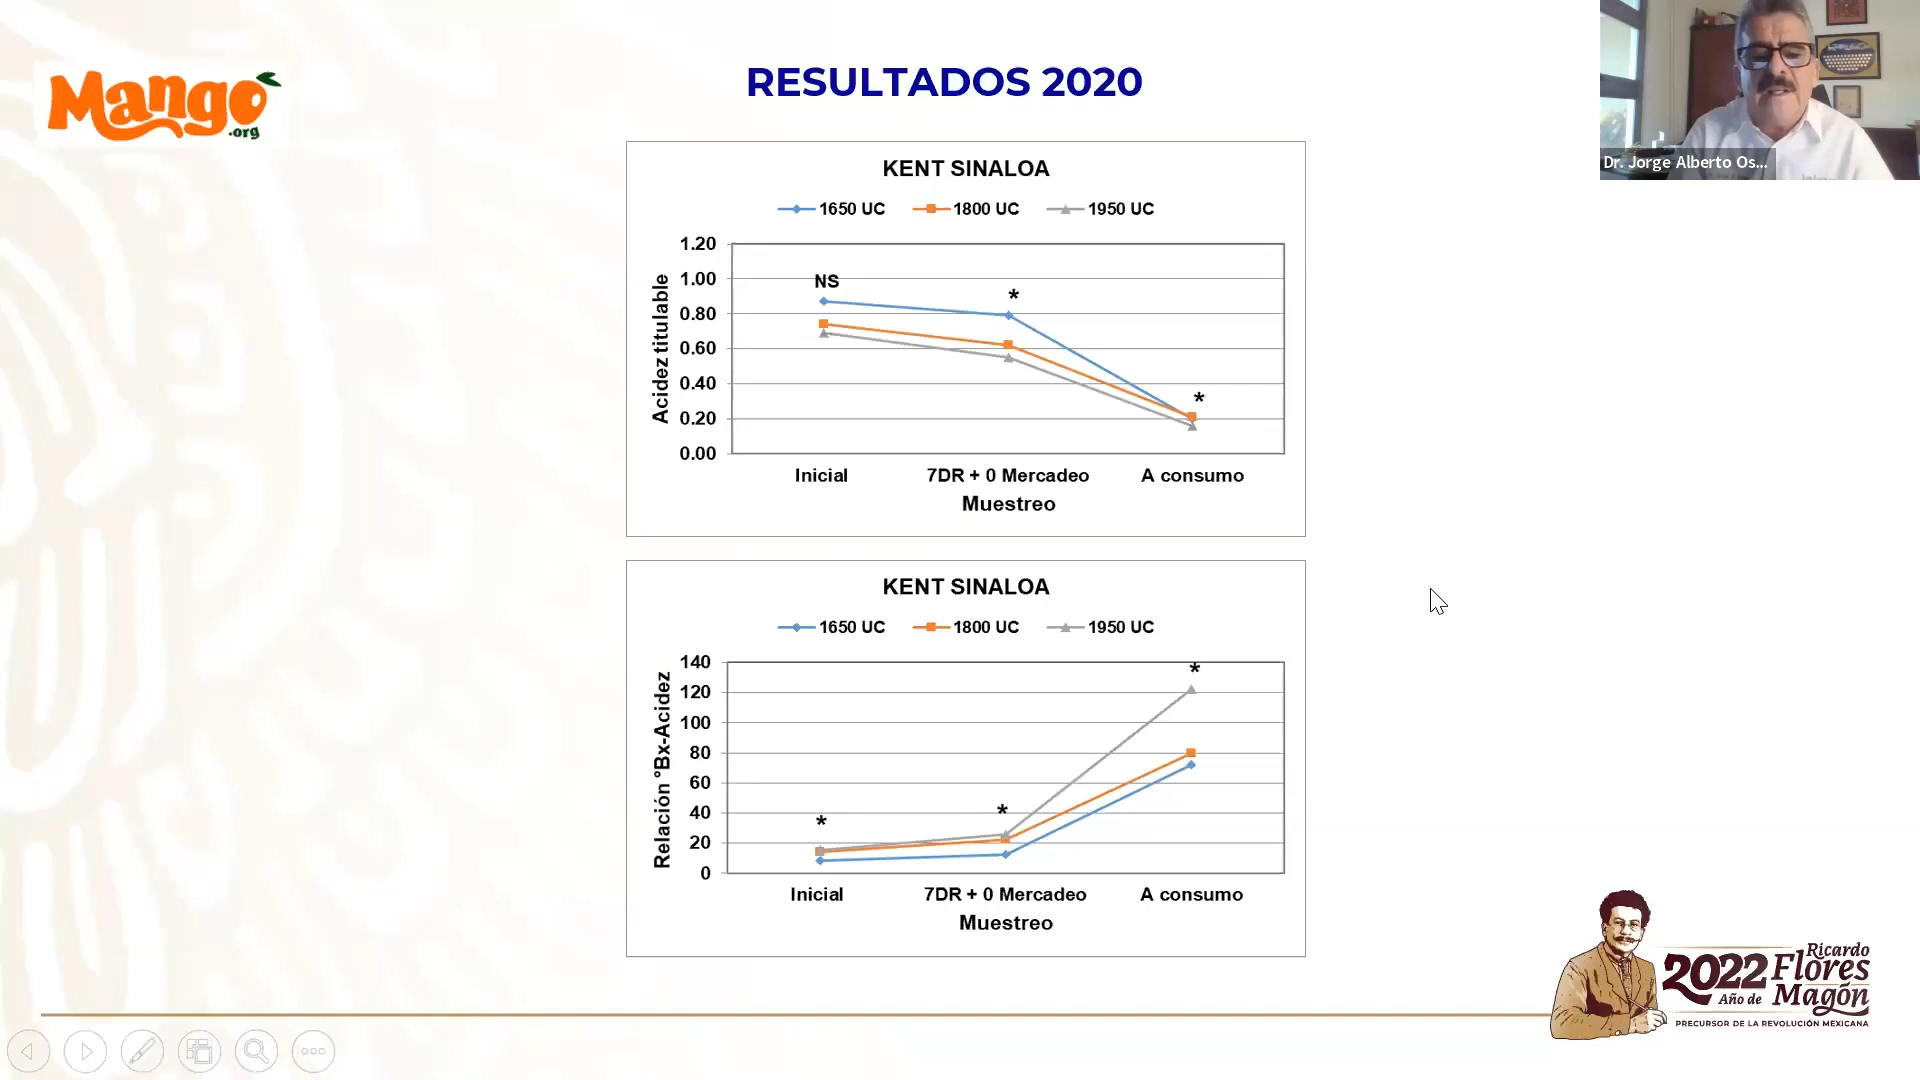 Mango
.org
RESULTADOS 2020
Dr. Jorge Alberto Os...
KENT SINALOA
1650 UC 1800 UC 1950 UC
Acidez titulable
1.20
1.00
0.80
0.60
0.40
0.20
0.00
NS
*
*
Inicial 7DR + 0 Mercadeo A consumo
Muestreo
KENT SINALOA
1650 UC 1800 UC 1950 UC
Relación °Bx-Acidez
140
120
100
80
60
40
20
0
*
*
*
Inicial 7DR + 0 Mercadeo A consumo
Muestreo
2022
Año de
Ricardo
Flores
Magón
PRECURSOR DE LA REVOLUCIÓN MEXICANA